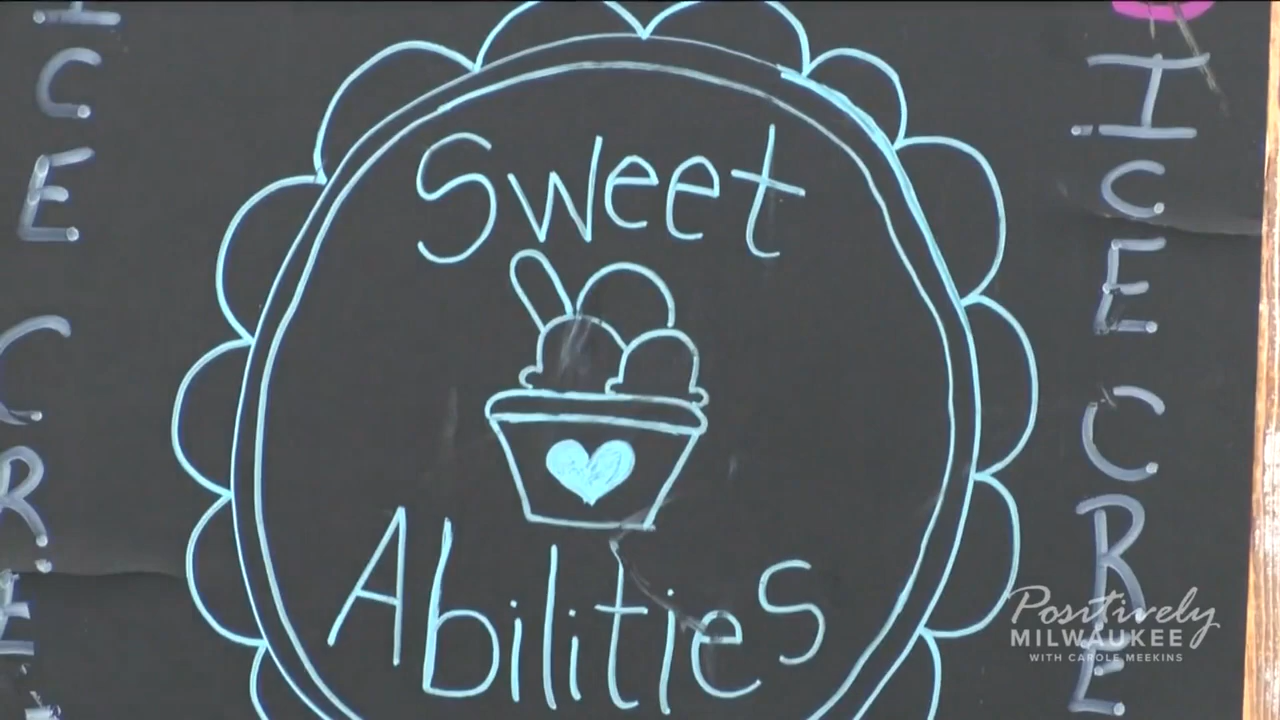 I
C
E
C
R
E
Sweet
Abilities
I
C
E
C
R
E
Positively
MILWAUKEE
WITH CAROLE MEEKINS